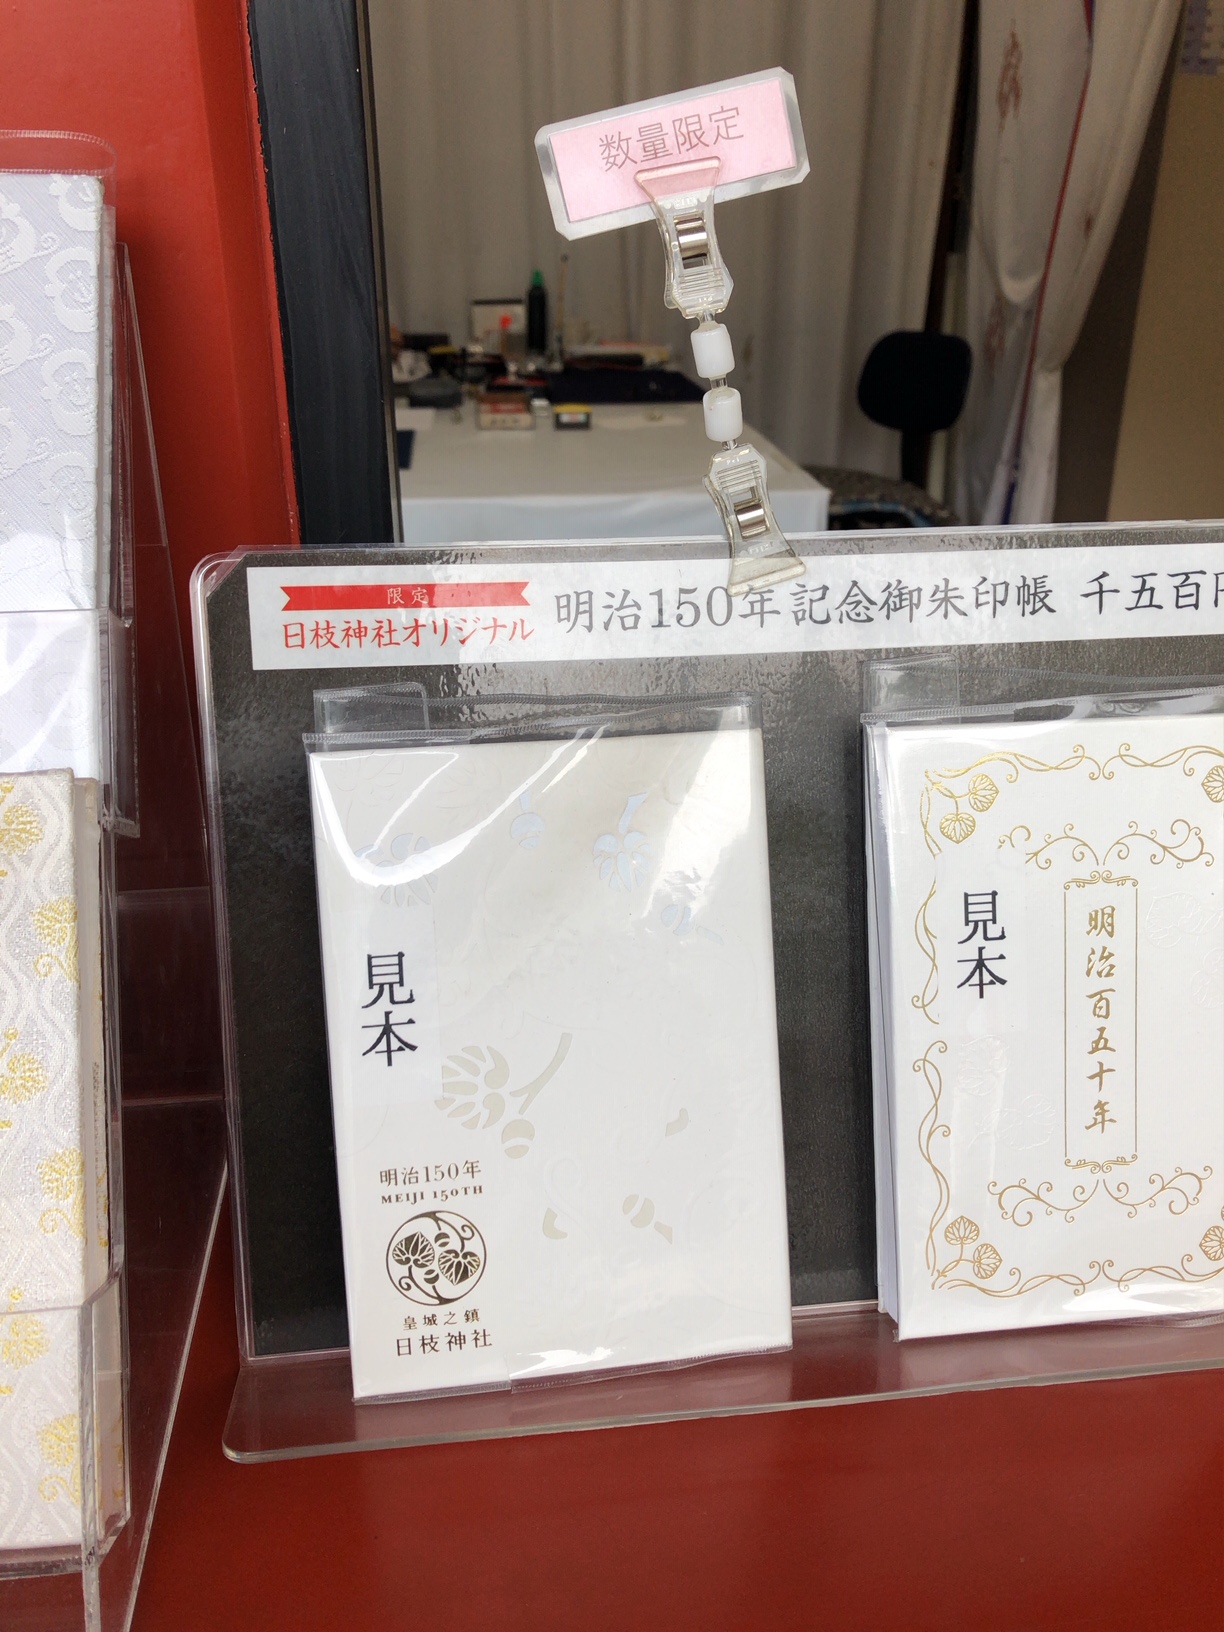 数量限定
限定
日枝神社オリジナル
明治150年記念御朱印帳 千五百円
見本
明治150年
MEIJI 150TH
皇城之鎮
日枝神社
見本
明治百五十年